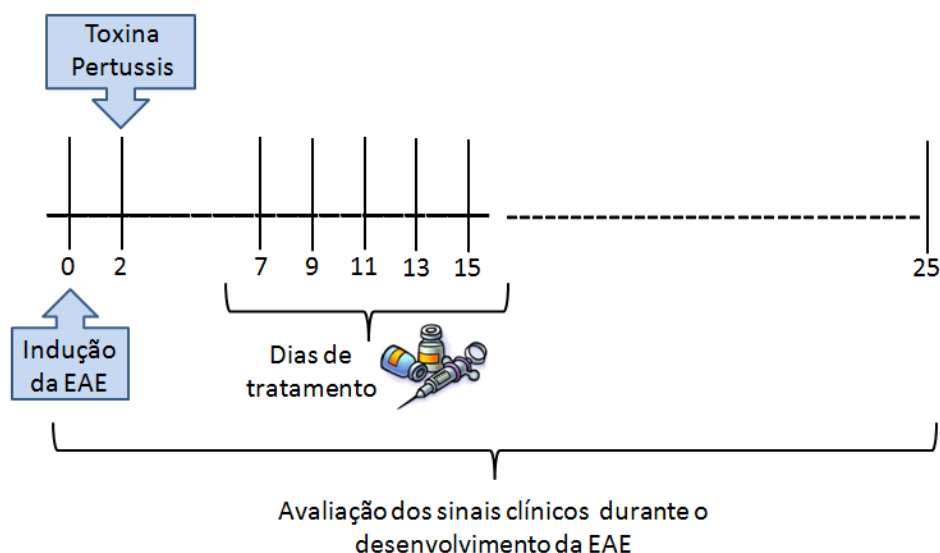 Toxina
Pertussis
0 2 7 9 11 13 15 25
Indução
da EAE
Dias de
tratamento
Avaliação dos sinais clínicos durante o
desenvolvimento da EAE